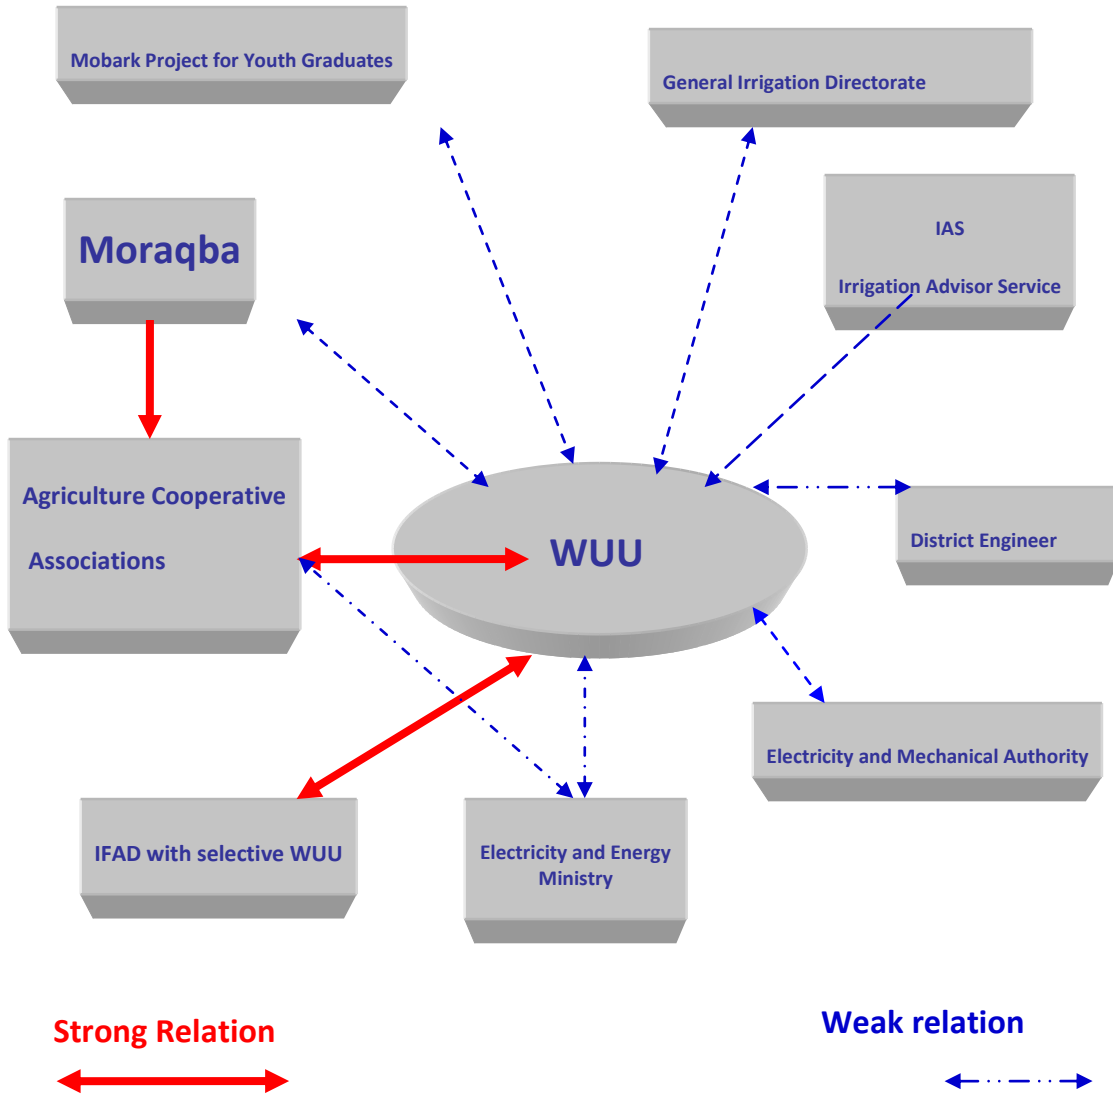 Mobark Project for Youth Graduates
General Irrigation Directorate
IAS
Irrigation Advisor Service
Moraqba
Agriculture Cooperative
Associations
WUU
District Engineer
Electricity and Mechanical Authority
IFAD with selective WUU
Electricity and Energy
Ministry
Strong Relation
Weak relation